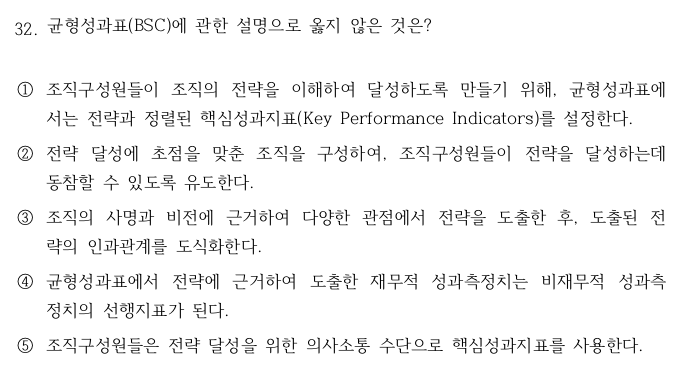 32. 균형성과표(BSC)에 관한 설명으로 옳지 않은 것은?
① 조직구성원들이 조직의 전략을 이해하여 달성하도록 만들기 위해, 균형성과표에
서는 전략과 정렬된 핵심성과지표(Key Performance Indicators)를 설정한다.
② 전략 달성에 초점을 맞춘 조직을 구성하여, 조직구성원들이 전략을 달성하는데
동참할 수 있도록 유도한다.
③ 조직의 사명과 비전에 근거하여 다양한 관점에서 전략을 도출한 후, 도출된 전
략의 인과관계를 도식화한다.
④ 균형성과표에서 전략에 근거하여 도출한 재무적 성과측정치는 비재무적 성과측
정치의 선행지표가 된다.
⑤ 조직구성원들은 전략 달성을 위한 의사소통 수단으로 핵심성과지표를 사용한다.